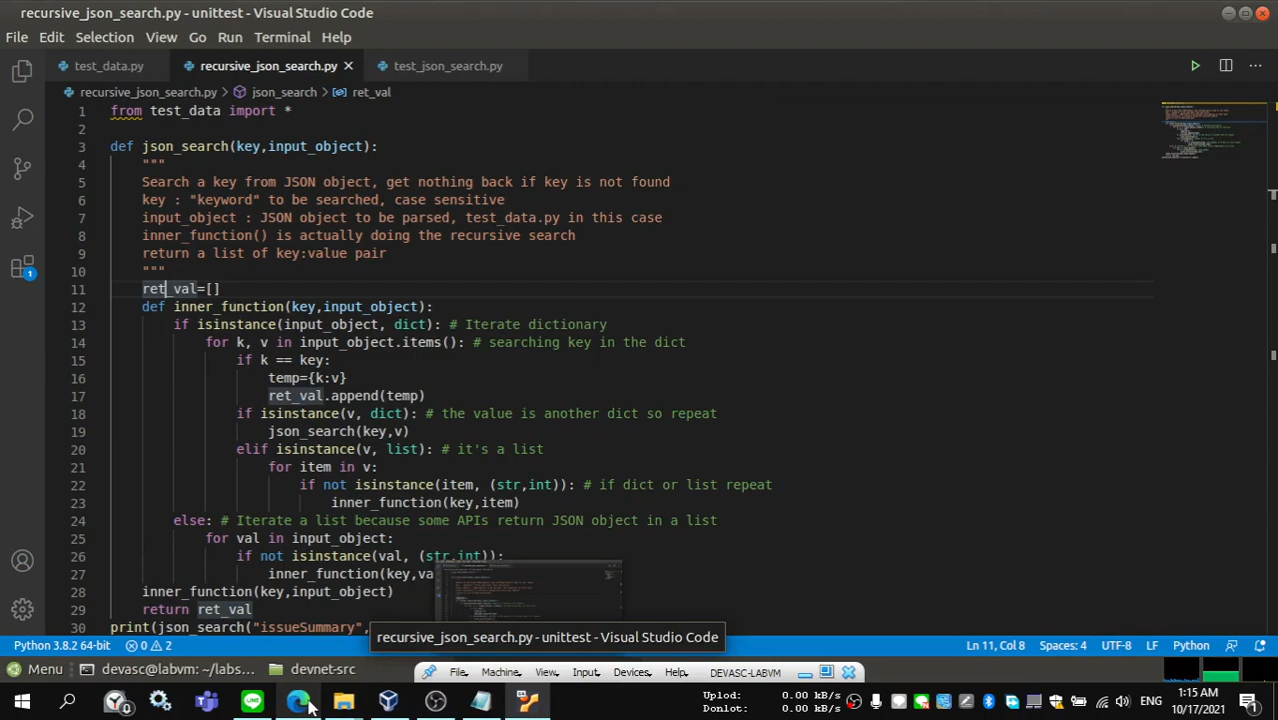 recursive_json_search.py - unittest - Visual Studio Code
File Edit Selection View Go Run Terminal Help
test_data.py recursive_json_search.py test_json_search.py
recursive_json_search.py > json_search > ret_val
1 from test_data import *
2
3 def json_search(key,input_object):
4 """
5 Search a key from JSON object, get nothing back if key is not found
6 key : "keyword" to be searched, case sensitive
7 input_object : JSON object to be parsed, test_data.py in this case
8 inner_function() is actually doing the recursive search
9 return a list of key:value pair
10 """
11 ret_val=[]
12 def inner_function(key,input_object):
13 if isinstance(input_object, dict): # Iterate dictionary
14 for k, v in input_object.items(): # searching key in the dict
15 if k == key:
16 temp={k:v}
17 ret_val.append(temp)
18 if isinstance(v, dict): # the value is another dict so repeat
19 json_search(key,v)
20 elif isinstance(v, list): # it's a list
21 for item in v:
22 if not isinstance(item, (str,int)): # if dict or list repeat
23 inner_function(key,item)
24 else: # Iterate a list because some APIs return JSON object in a list
25 for val in input_object:
26 if not isinstance(val, (str,int)):
27 inner_function(key,va
28 inner_function(key,input_object)
29 return ret_val
30 print(json_search("issueSummary",
recursive_json_search.py - unittest - Visual Studio Code
1
Python 3.8.2 64-bit 0 2 Ln 11, Col 8 Spaces: 4 UTF-8 LF Python
Menu devasc@labvm: ~/labs... devnet-src File Machine View Input Devices Help DEVASC-LABVM
Uplod: 0.00 kB/s
Donlot: 0.00 kB/s
ENG
1:15 AM
10/17/2021
1